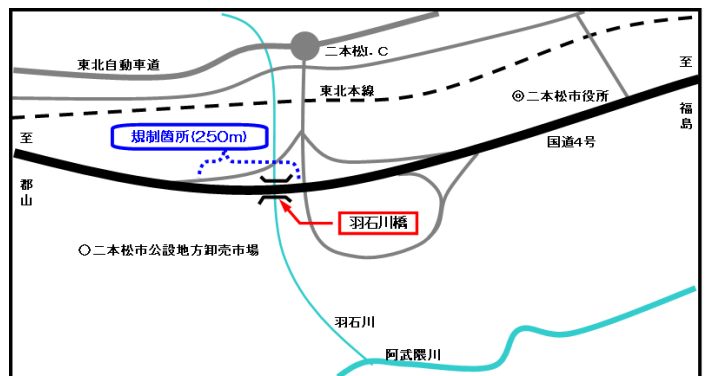 二本松I.C
東北自動車道
至
福島
東北本線
◎二本松市役所
至
郡山
規制箇所(250m)
国道4号
羽石川橋
○二本松市公設地方卸売市場
羽石川
阿武隈川